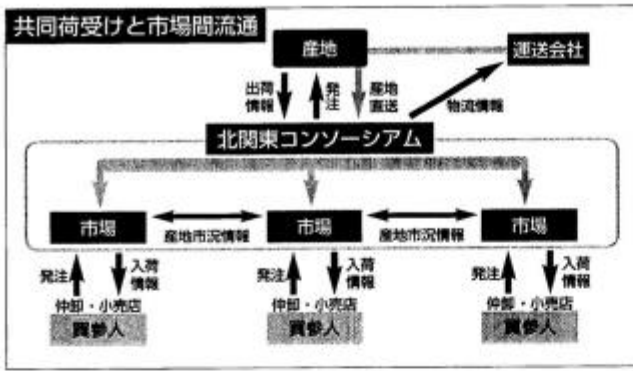 共同荷受けと市場間流通
産地
運送会社
出荷
情報
発注
産地
直送
物流情報
北関東コンソーシアム
市場
産地市況情報
市場
産地市況情報
市場
発注
入荷
情報
発注
入荷
情報
発注
入荷
情報
仲卸・小売店
仲卸・小売店
仲卸・小売店
買参人
買参人
買参人